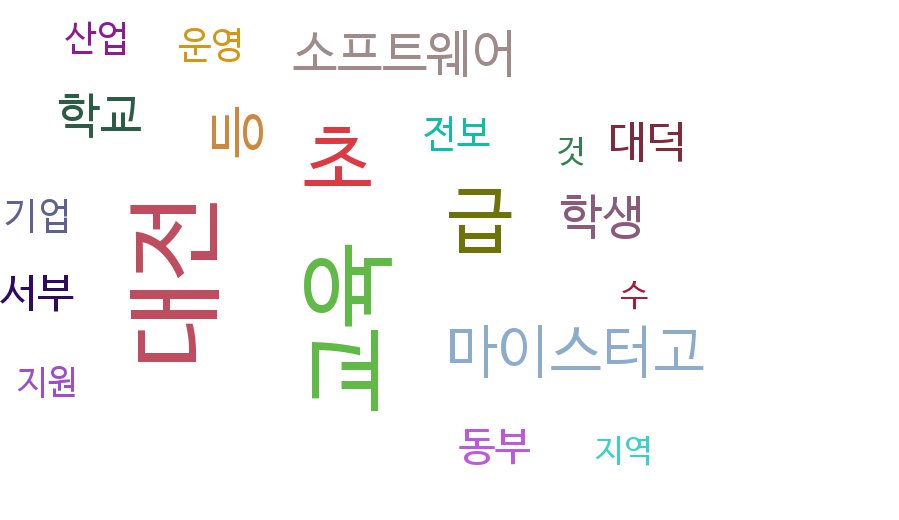 산업
운영
소프트웨어
학교
등
초
전보
것
대덕
기업
대전
급
학생
서부
교육
수
마이스터고
지원
동부
지역